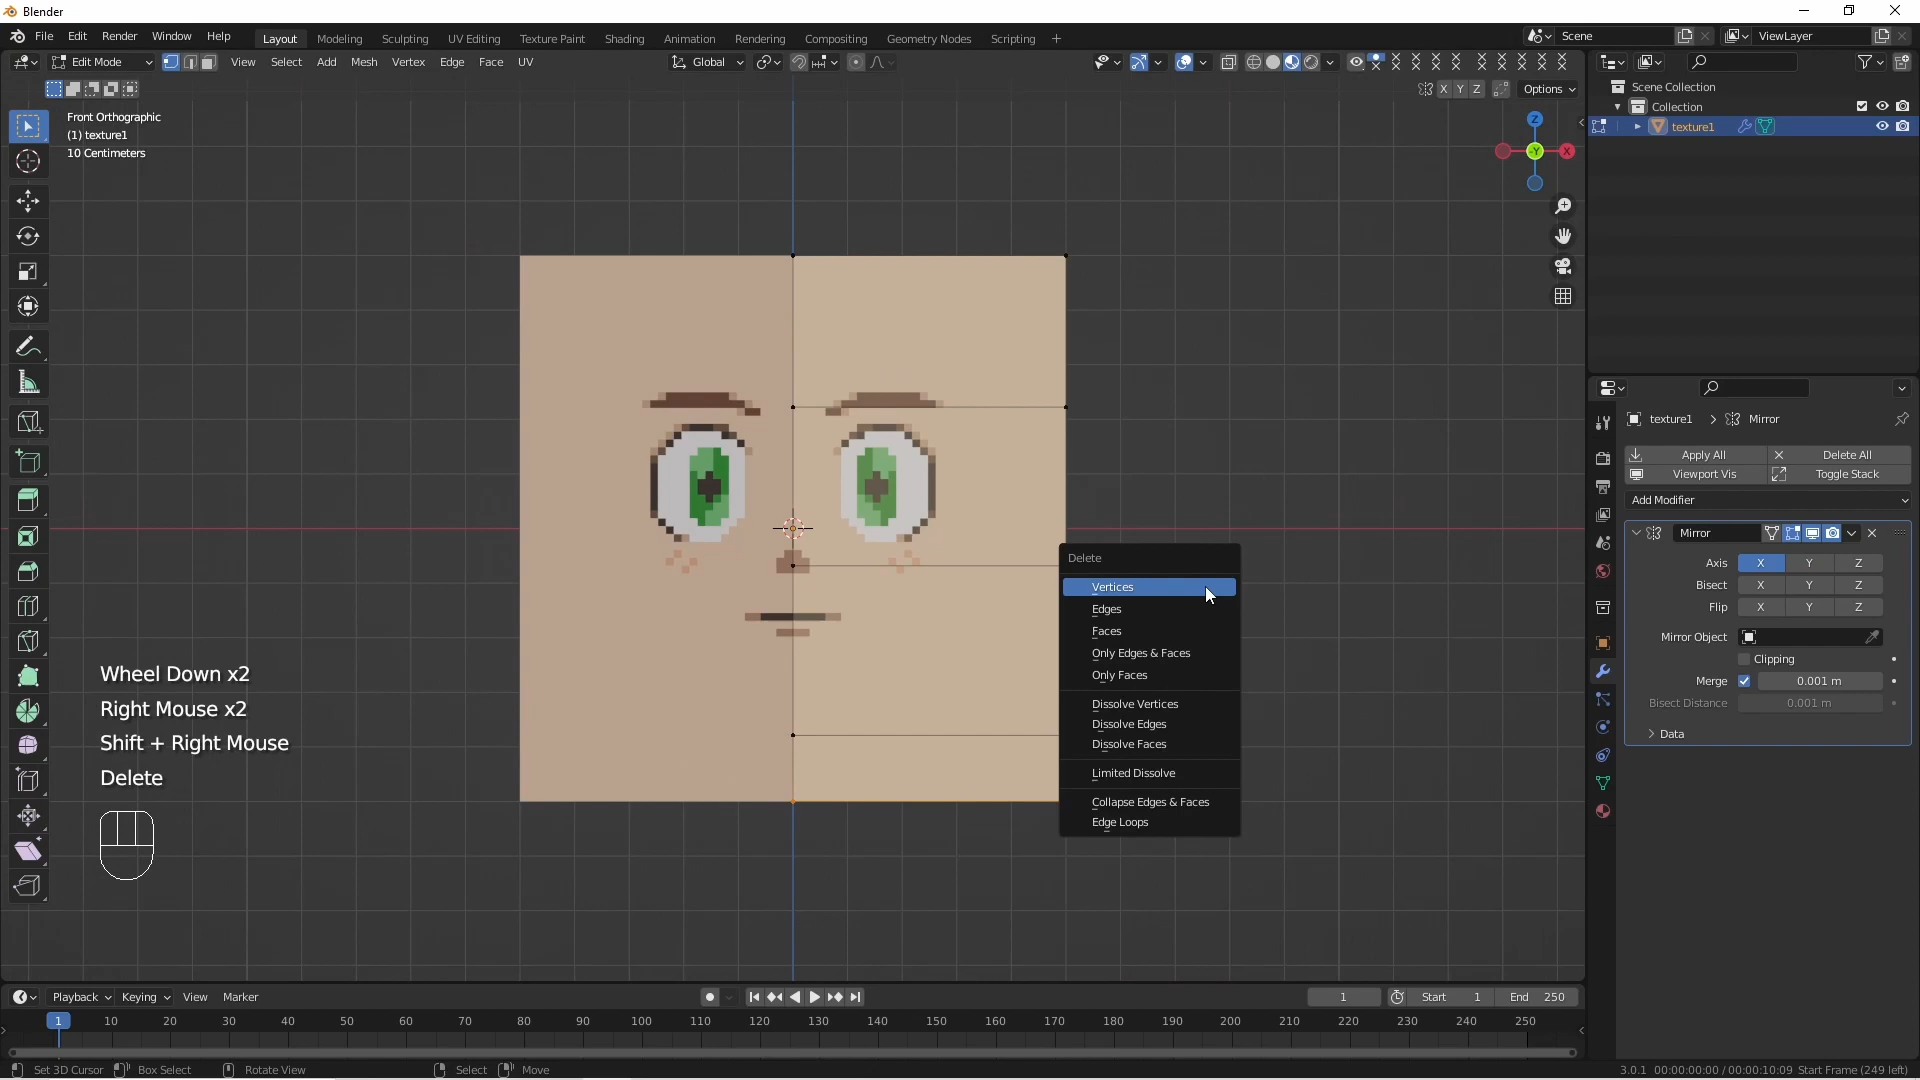 Blender
File Edit Render Window Help Layout Modeling Sculpting UV Editing Texture Paint Shading Animation Rendering Compositing Geometry Nodes Scripting + Scene ViewLayer
Edit Mode View Select Add Mesh Vertex Edge Face UV Global
X Y Z Options
Scene Collection
Collection
texture1
Front Orthographic
(1) texture1
10 Centimeters
Z
-Y
X
texture1 > Mirror
Apply All Delete All
Viewport Vis Toggle Stack
Add Modifier
Mirror
Axis X Y Z
Bisect X Y Z
Flip X Y Z
Mirror Object
Clipping
Merge 0.001 m
Bisect Distance 0.001 m
Data
Delete
Vertices
Edges
Faces
Only Edges & Faces
Only Faces
Dissolve Vertices
Dissolve Edges
Dissolve Faces
Limited Dissolve
Collapse Edges & Faces
Edge Loops
Wheel Down x2
Right Mouse x2
Shift + Right Mouse
Delete
Playback Keying View Marker 1 Start 1 End 250
1 10 20 30 40 50 60 70 80 90 100 110 120 130 140 150 160 170 180 190 200 210 220 230 240 250
Set 3D Cursor Box Select Rotate View Select Move 3.0.1 00:00:00:00 / 00:00:10:09 Start Frame (249 left)